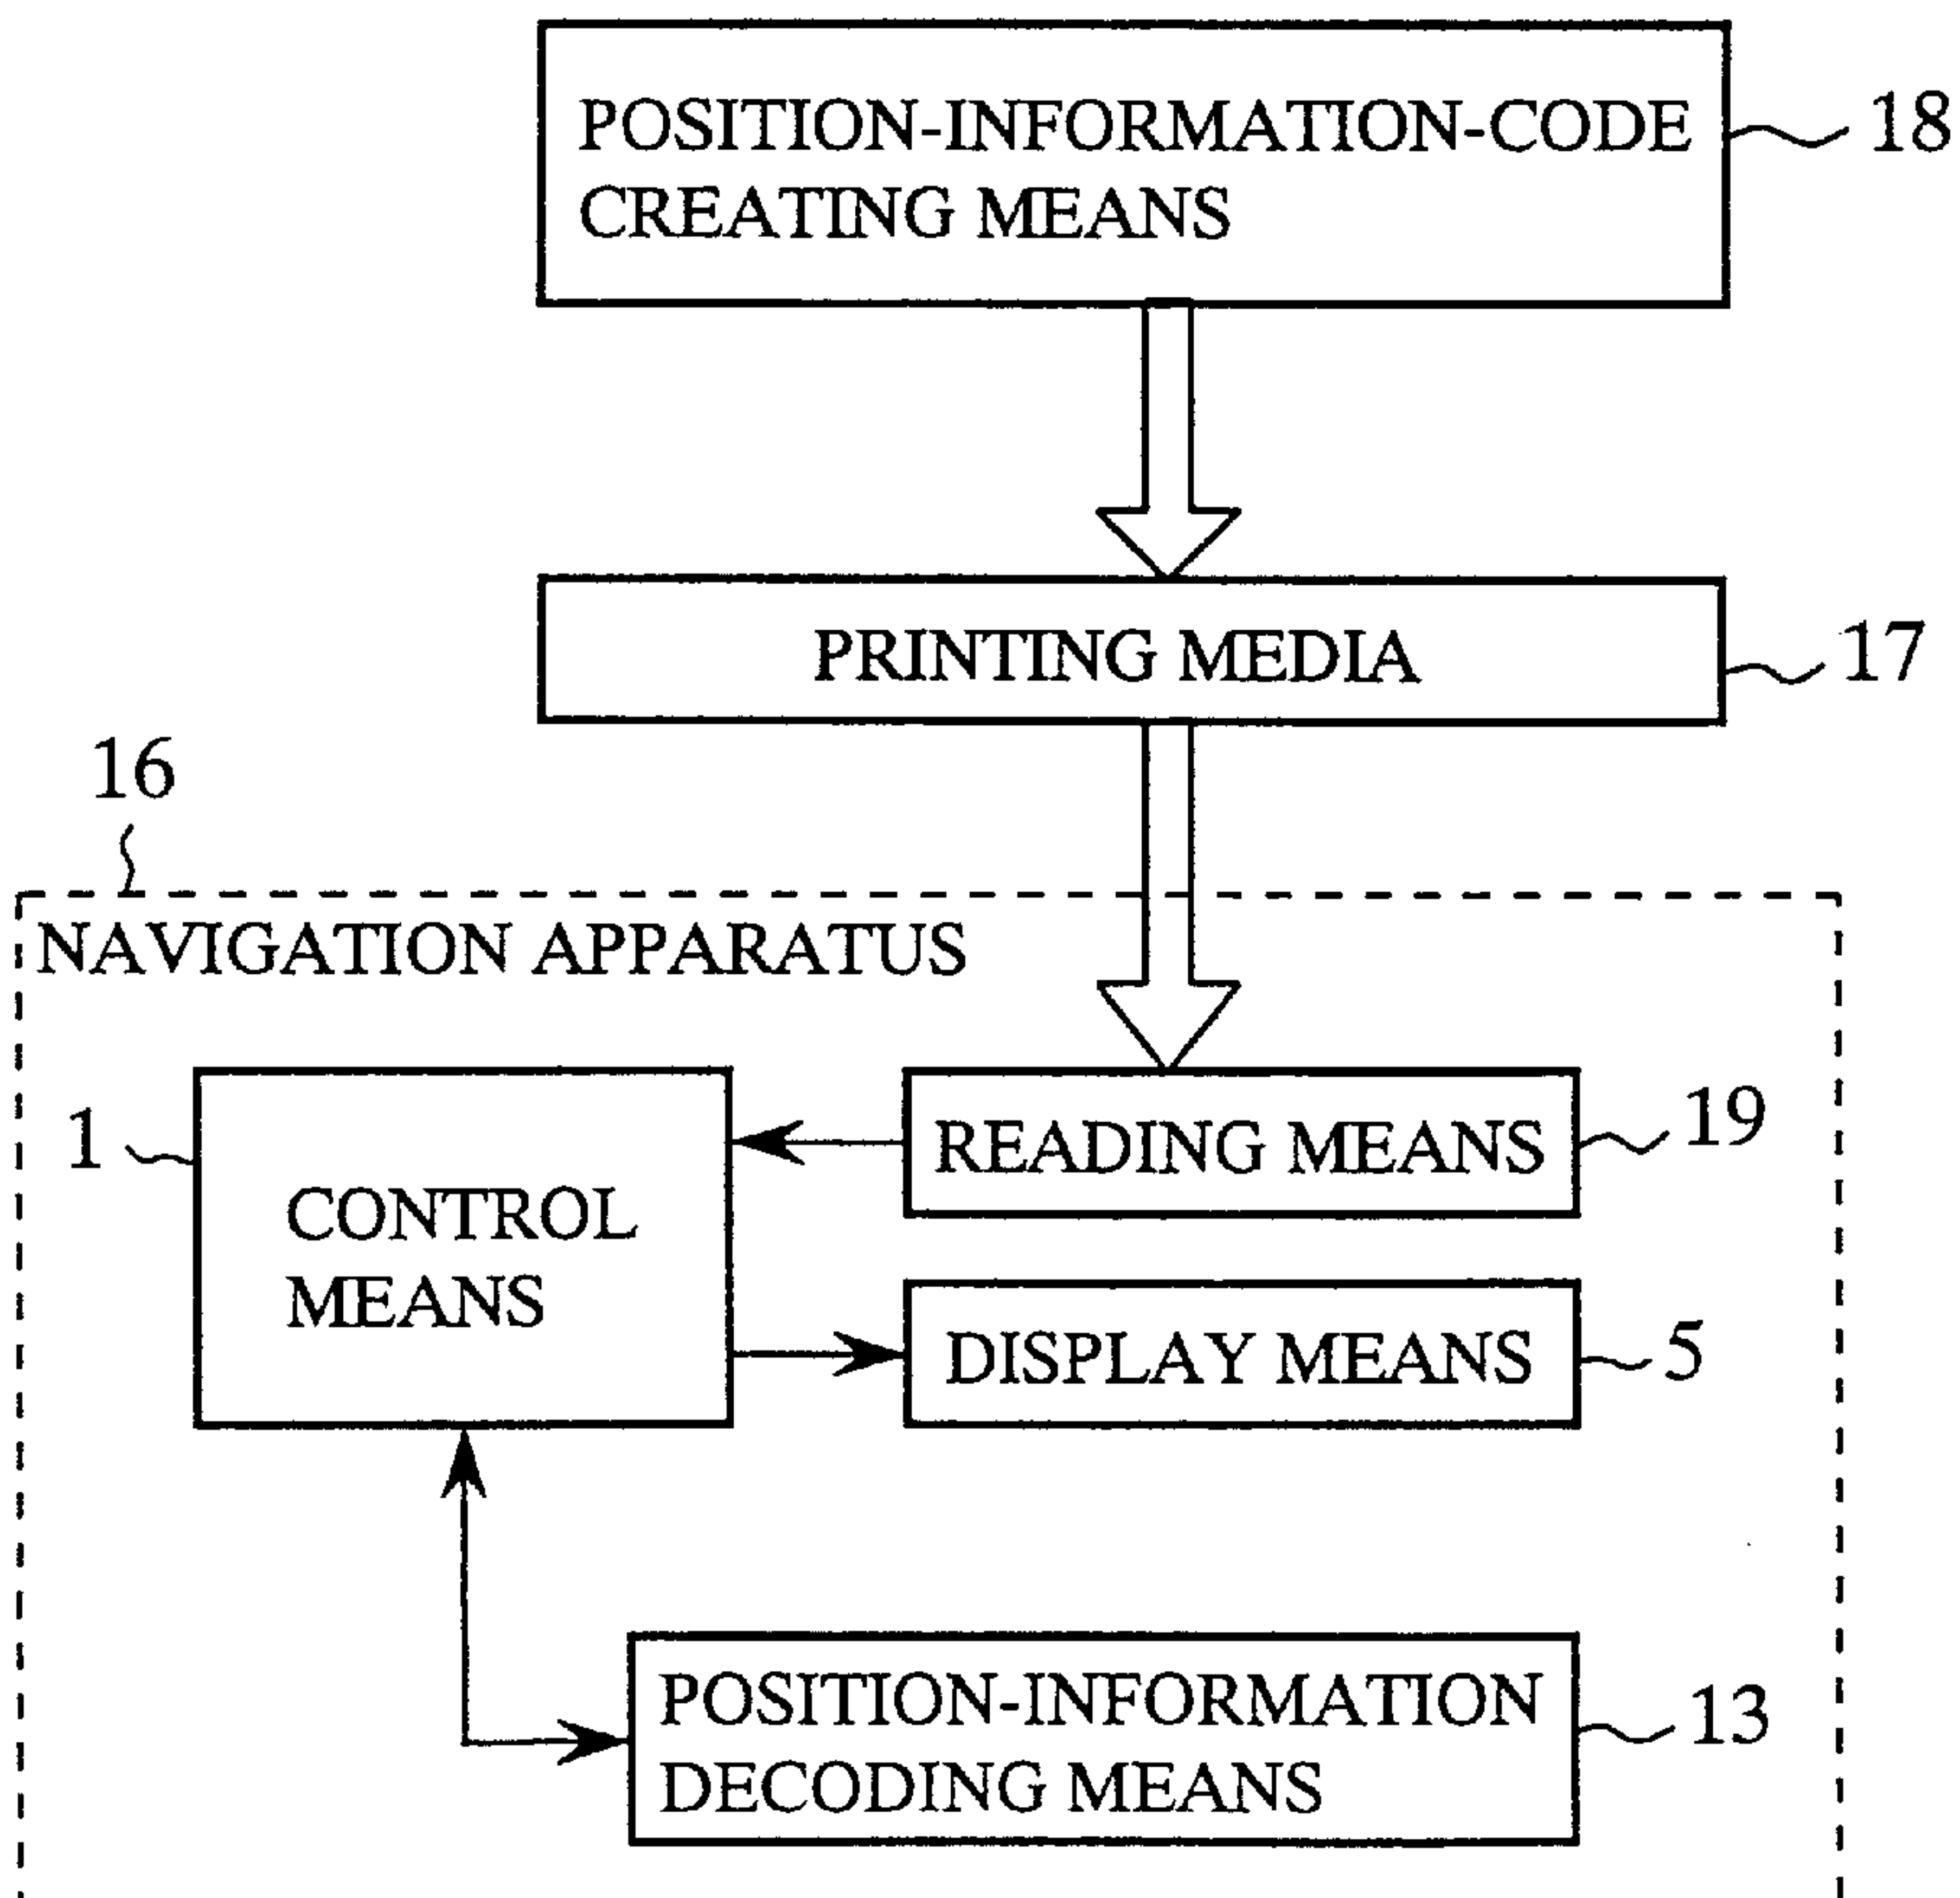 POSITION-INFORMATION-CODE
CREATING MEANS
18
PRINTING MEDIA
17
16
NAVIGATION APPARATUS
1
CONTROL
MEANS
READING MEANS
19
DISPLAY MEANS
5
POSITION-INFORMATION
DECODING MEANS
13